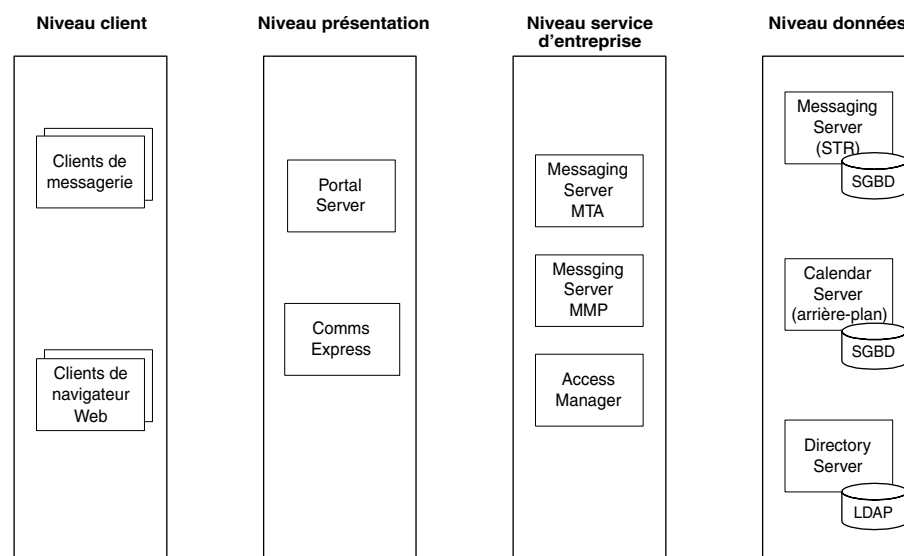 Niveau client
Niveau présentation
Niveau service
d'entreprise
Niveau données
Clients de
messagerie
Clients de
navigateur
Web
Portal
Server
Comms
Express
Messaging
Server
MTA
Messging
Server
MMP
Access
Manager
Messaging
Server
(STR)
SGBD
Calendar
Server
(arrière-plan)
SGBD
Directory
Server
LDAP